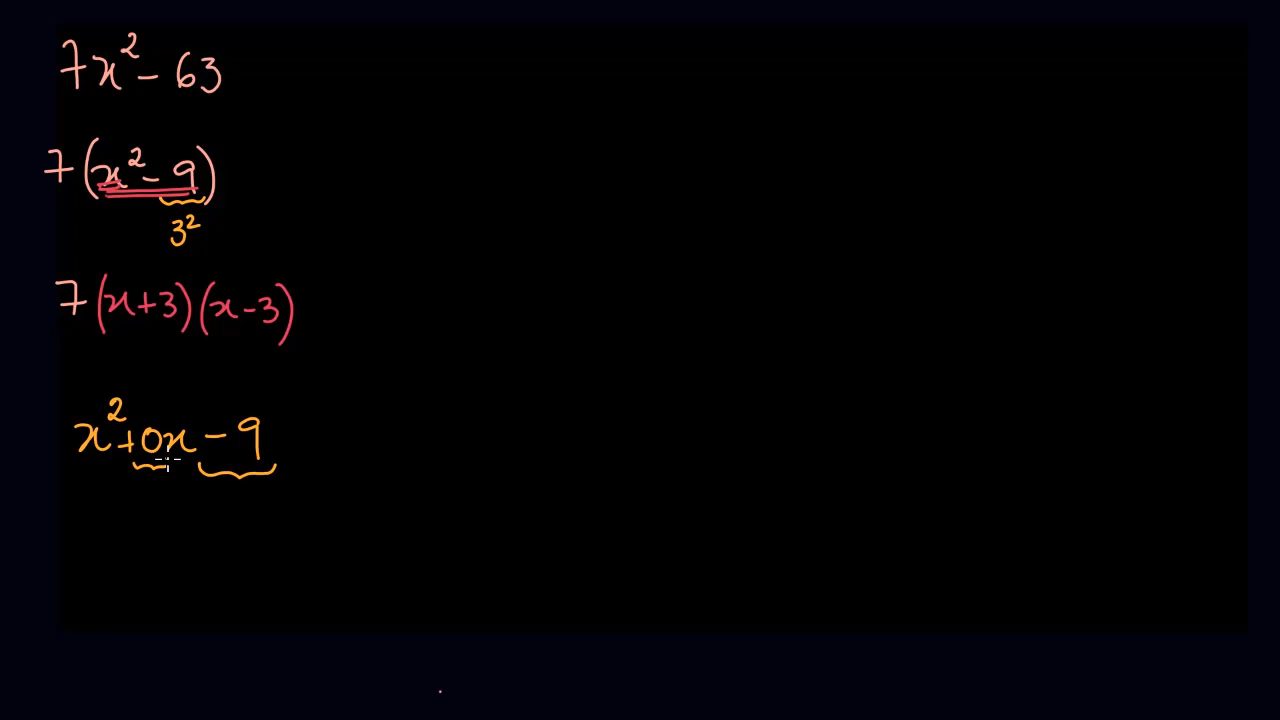 7x² - 63
7(x² - 9)
3²
7(x+3)(x-3)
x² + 0x - 9